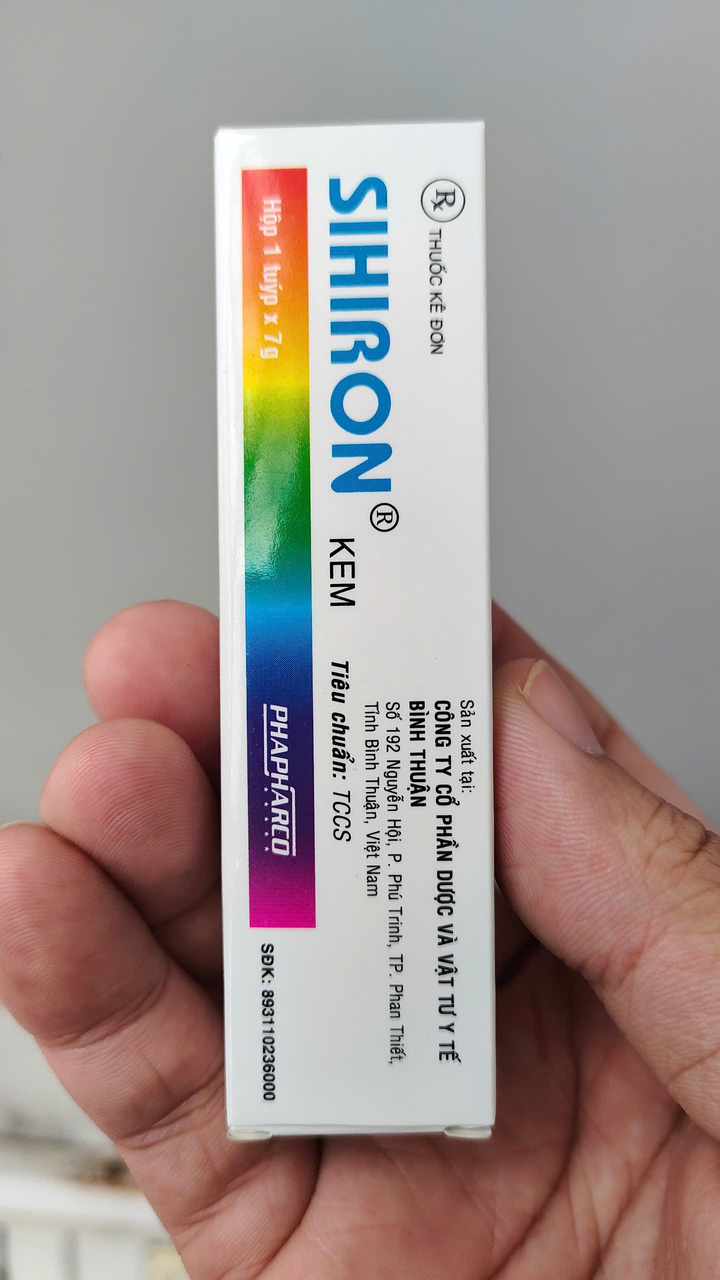 Rx THUỐC KÊ ĐƠN
SIHIRON® KEM
Tiêu chuẩn: TCCS
Hộp 1 tuýp x 7g
PHAPHARCO
Sản xuất tại:
CÔNG TY CỔ PHẦN DƯỢC VÀ VẬT TƯ Y TẾ
BÌNH THUẬN
Số 192 Nguyễn Hội, P. Phú Trinh, TP. Phan Thiết,
Tỉnh Bình Thuận, Việt Nam
SĐK: 893110236000